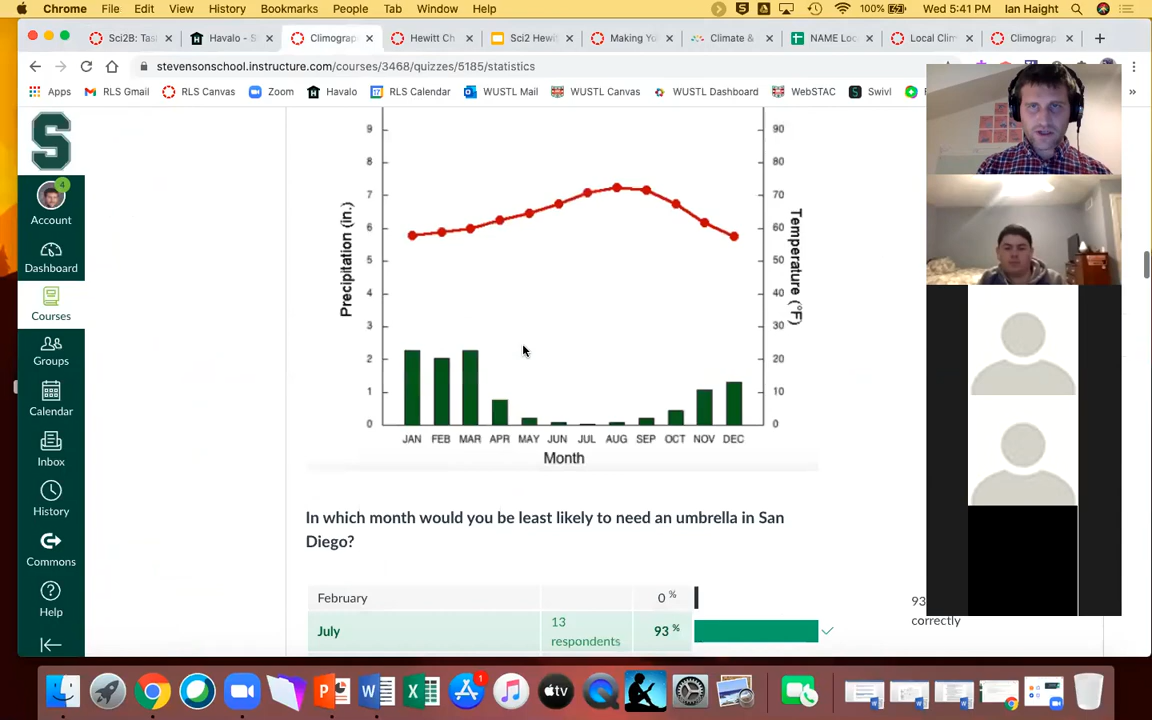 Chrome File Edit View History Bookmarks People Tab Window Help 100% Wed 5:41 PM Ian Haight
Sci2B: Tas Havalo - St Climograp Hewitt Ch Sci2 Hewi Making Yo Climate & NAME Loc Local Clim Climograp
stevensonschool.instructure.com/courses/3468/quizzes/5185/statistics
Apps RLS Gmail RLS Canvas Zoom Havalo RLS Calendar WUSTL Mail WUSTL Canvas WUSTL Dashboard WebSTAC Swivl
S
4
Account
Dashboard
Courses
Groups
Calendar
Inbox
History
Commons
Help
9 90
8 80
7 70
6 60
5 50
4 40
3 30
2 20
1 10
0 0
Precipitation (in.)
Temperature (°F)
JAN FEB MAR APR MAY JUN JUL AUG SEP OCT NOV DEC
Month
In which month would you be least likely to need an umbrella in San
Diego?
February 0 %
July 13 respondents 93 %
93
correctly
1
tv